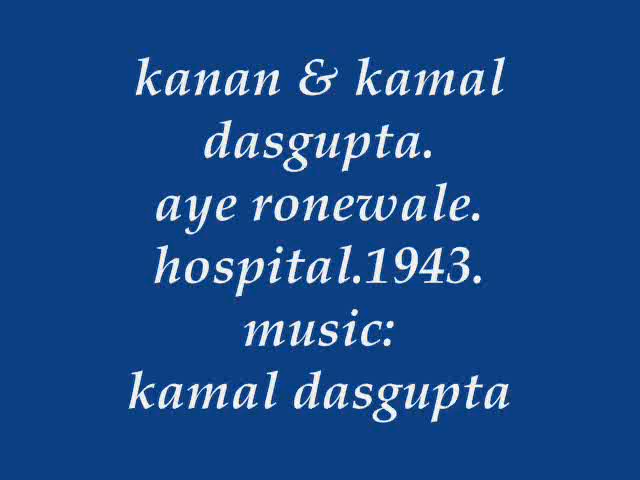 kanan & kamal
dasgupta.
aye ronewale.
hospital.1943.
music:
kamal dasgupta